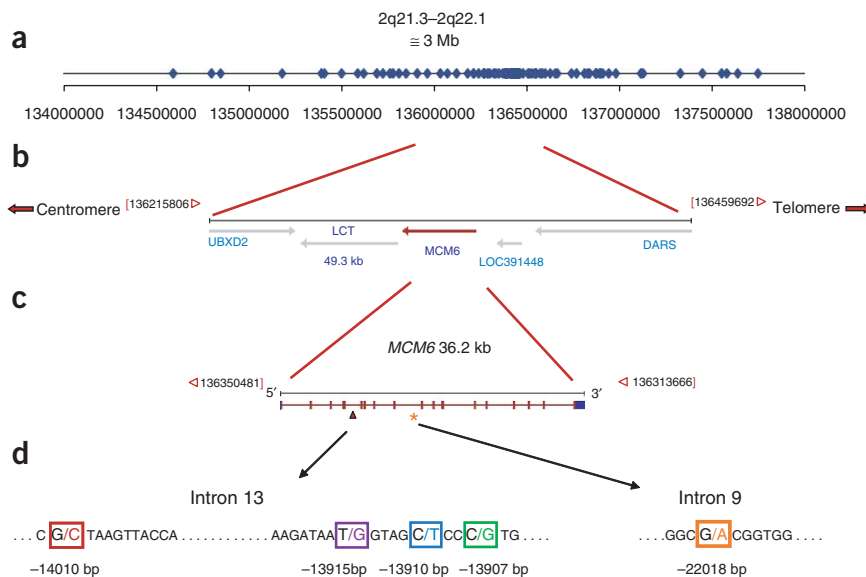 2q21.3–2q22.1
a
≅ 3 Mb
134000000 134500000 135000000 135500000 136000000 136500000 137000000 137500000 138000000
b
Centromere [136215806 [136459692 Telomere
UBXD2 LCT MCM6 LOC391448 DARS
49.3 kb
c
MCM6 36.2 kb
136350481] 5′ 3′ 136313666]
*
d
Intron 13 Intron 9
... C G/C TAAGTTACCA ............ AAGATAA T/G GTAG C/T CC C/G TG .... ....GGC G/A CGGTGG ....
–14010 bp –13915bp –13910 bp –13907 bp –22018 bp